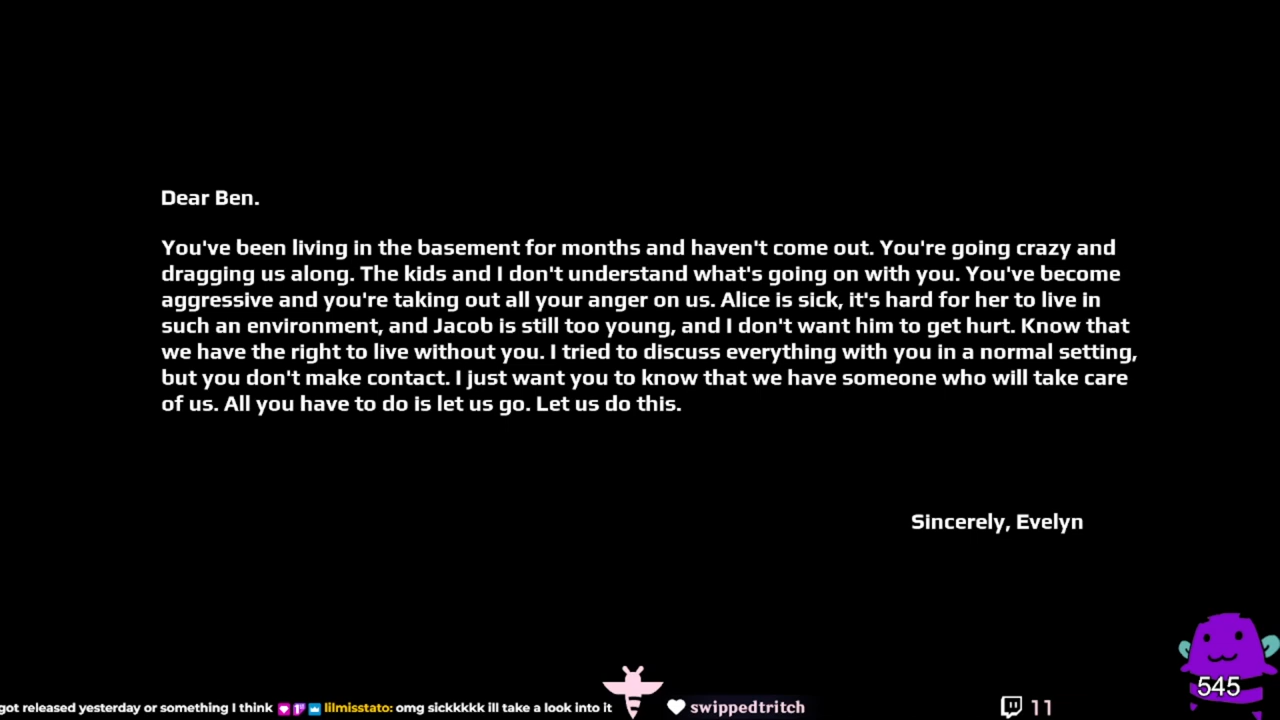 Dear Ben.
You've been living in the basement for months and haven't come out. You're going crazy and
dragging us along. The kids and I don't understand what's going on with you. You've become
aggressive and you're taking out all your anger on us. Alice is sick, it's hard for her to live in
such an environment, and Jacob is still too young, and I don't want him to get hurt. Know that
we have the right to live without you. I tried to discuss everything with you in a normal setting,
but you don't make contact. I just want you to know that we have someone who will take care
of us. All you have to do is let us go. Let us do this.
Sincerely, Evelyn
545
got released yesterday or something I think lilmisstato: omg sickkkkk ill take a look into it
swippedtritch
11